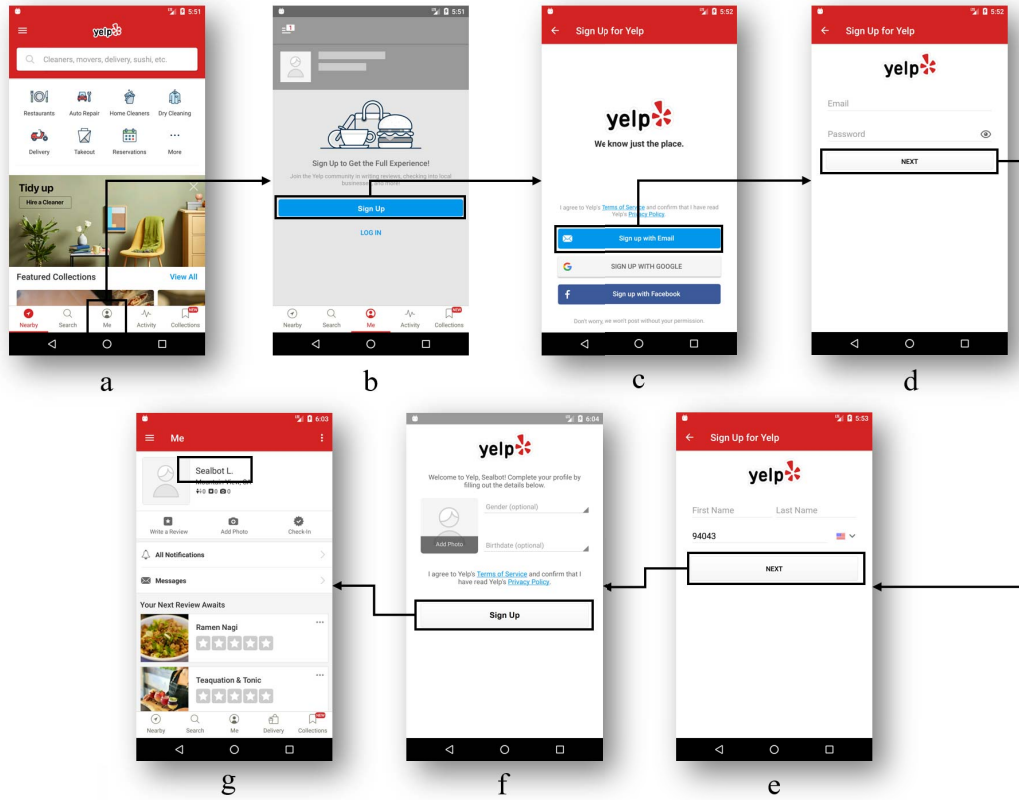 5:51
yelp
Cleaners, movers, delivery, sushi, etc.
Restaurants Auto Repair Home Cleaners Dry Cleaning
Delivery Takeout Reservations More
Tidy up
Hire a Cleaner
Featured Collections View All
NEW
Nearby Search Me Activity Collections
a
5:51
1
Sign Up to Get the Full Experience!
Join the Yelp community in writing reviews, checking into local
businesses, and more!
Sign Up
LOG IN
NEW
Nearby Search Me Activity Collections
b
5:52
Sign Up for Yelp
yelp
We know just the place.
I agree to Yelp's Terms of Service and confirm that I have read
Yelp's Privacy Policy.
Sign up with Email
G SIGN UP WITH GOOGLE
f Sign up with Facebook
Don't worry, we won't post without your permission.
c
5:52
Sign Up for Yelp
yelp
Email
Password
NEXT
d
6:03
Me
Sealbot L.
Mountain View, CA
0 0 0
Write a Review Add Photo Check-In
All Notifications
Messages
Your Next Review Awaits
Ramen Nagi
Teaquation & Tonic
NEW
Nearby Search Me Delivery Collections
g
6:04
yelp
Welcome to Yelp, Sealbot! Complete your profile by
filling out the details below.
Gender (optional)
Add Photo
Birthdate (optional)
I agree to Yelp's Terms of Service and confirm that I
have read Yelp's Privacy Policy.
Sign Up
f
5:53
Sign Up for Yelp
yelp
First Name Last Name
94043
NEXT
e